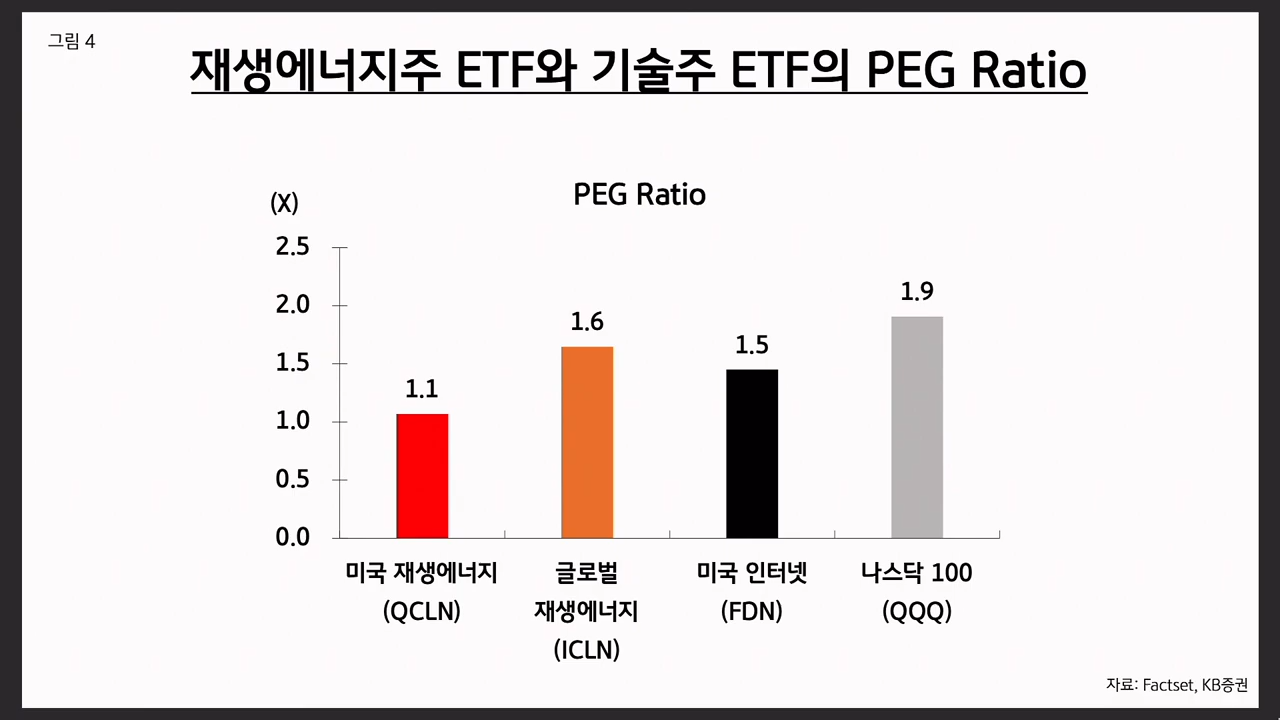 그림 4
재생에너지주 ETF와 기술주 ETF의 PEG Ratio
PEG Ratio
(X)
2.5
2.0
1.5
1.0
0.5
0.0
1.1
1.6
1.5
1.9
미국 재생에너지
(QCLN)
글로벌
재생에너지
(ICLN)
미국 인터넷
(FDN)
나스닥 100
(QQQ)
자료: Factset, KB증권